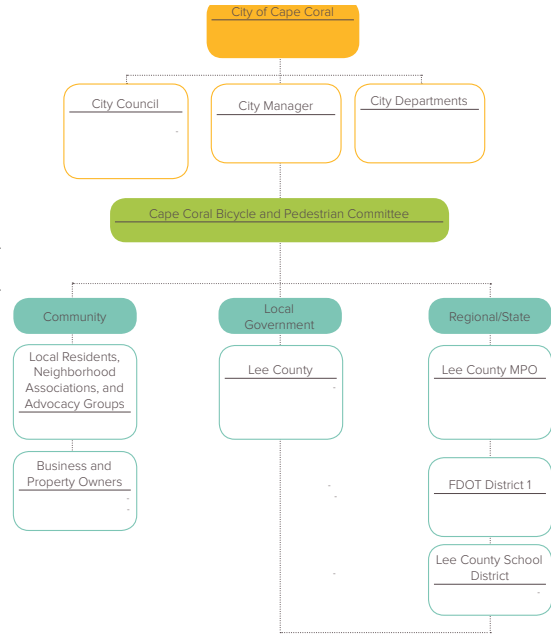 City of Cape Coral
City Council
City Manager
City Departments
Cape Coral Bicycle and Pedestrian Committee
Community
Local
Government
Regional/State
Local Residents,
Neighborhood
Associations, and
Advocacy Groups
Lee County
Lee County MPO
Business and
Property Owners
FDOT District 1
Lee County School
District